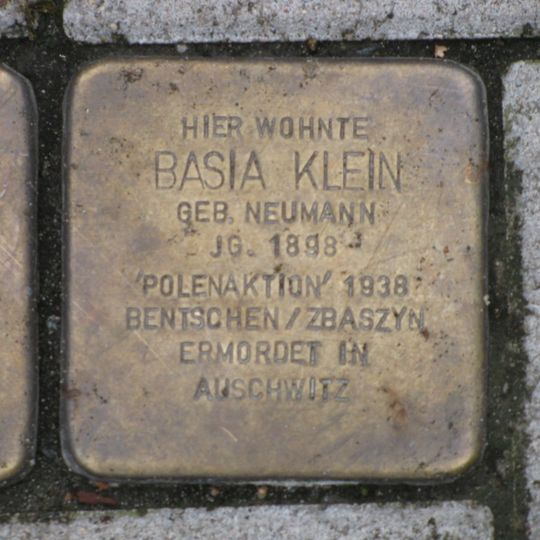 HIER WOHNTE
BASIA KLEIN
GEB. NEUMANN
JG. 1898
'POLENAKTION' 1938
BENTSCHEN/ZBASZYN
ERMORDET IN
AUSCHWITZ